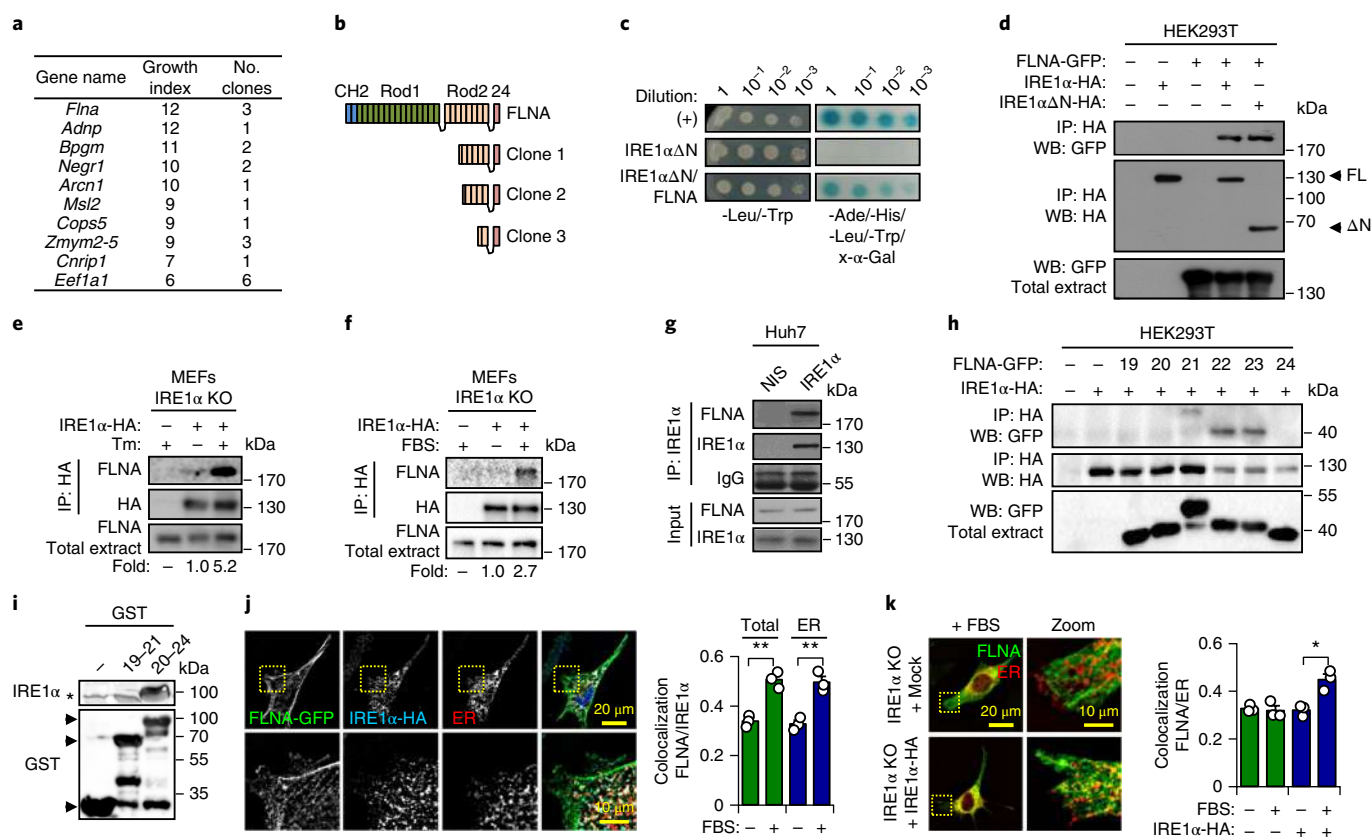 a
Gene name Growth index No. clones
Flna 12 3
Adnp 12 1
Bpgm 11 2
Negr1 10 2
Arcn1 10 1
Msl2 9 1
Cops5 9 1
Zmym2-5 9 3
Cnrip1 7 1
Eef1a1 6 6
b
CH2 Rod1 Rod2 24
FLNA
Clone 1
Clone 2
Clone 3
c
Dilution: 1 10⁻¹ 10⁻² 10⁻³ 1 10⁻¹ 10⁻² 10⁻³
(+)
IRE1αΔN
IRE1αΔN/
FLNA
-Leu/-Trp
-Ade/-His/
-Leu/-Trp/
x-α-Gal
d
HEK293T
FLNA-GFP: – – + + +
IRE1α-HA: – + – + –
IRE1αΔN-HA: – – – – +
kDa
IP: HA
WB: GFP
170
IP: HA
WB: HA
130 FL
100
70
ΔN
WB: GFP
Total extract
130
e
MEFs
IRE1α KO
IRE1α-HA: – + +
Tm: + – + kDa
IP: HA
FLNA
170
HA
130
FLNA
Total extract
170
Fold: – 1.0 5.2
f
MEFs
IRE1α KO
IRE1α-HA: – + +
FBS: + – + kDa
IP: HA
FLNA
170
HA
130
FLNA
Total extract
170
Fold: – 1.0 2.7
g
Huh7
NIS IRE1α kDa
IP: IRE1α
FLNA
170
IRE1α
130
IgG
55
Input
FLNA
170
IRE1α
130
h
HEK293T
FLNA-GFP: – – 19 20 21 22 23 24
IRE1α-HA: – + + + + + + + kDa
IP: HA
WB: GFP
40
IP: HA
WB: HA
130
WB: GFP
Total extract
55
40
i
GST
– 19–21 20–24 kDa
IRE1α
*
100
GST
100
70
35
j
FLNA-GFP
IRE1α-HA
ER
20 μm
10 μm
Total ER
** **
Colocalization
FLNA/IRE1α
0.6
0.4
0.2
0
FBS: – + – +
k
+ FBS Zoom
IRE1α KO
+ Mock
FLNA
ER
20 μm
10 μm
IRE1α KO
+ IRE1α-HA
*
Colocalization
FLNA/ER
0.6
0.4
0.2
0
FBS: – + – +
IRE1α-HA: – – + +